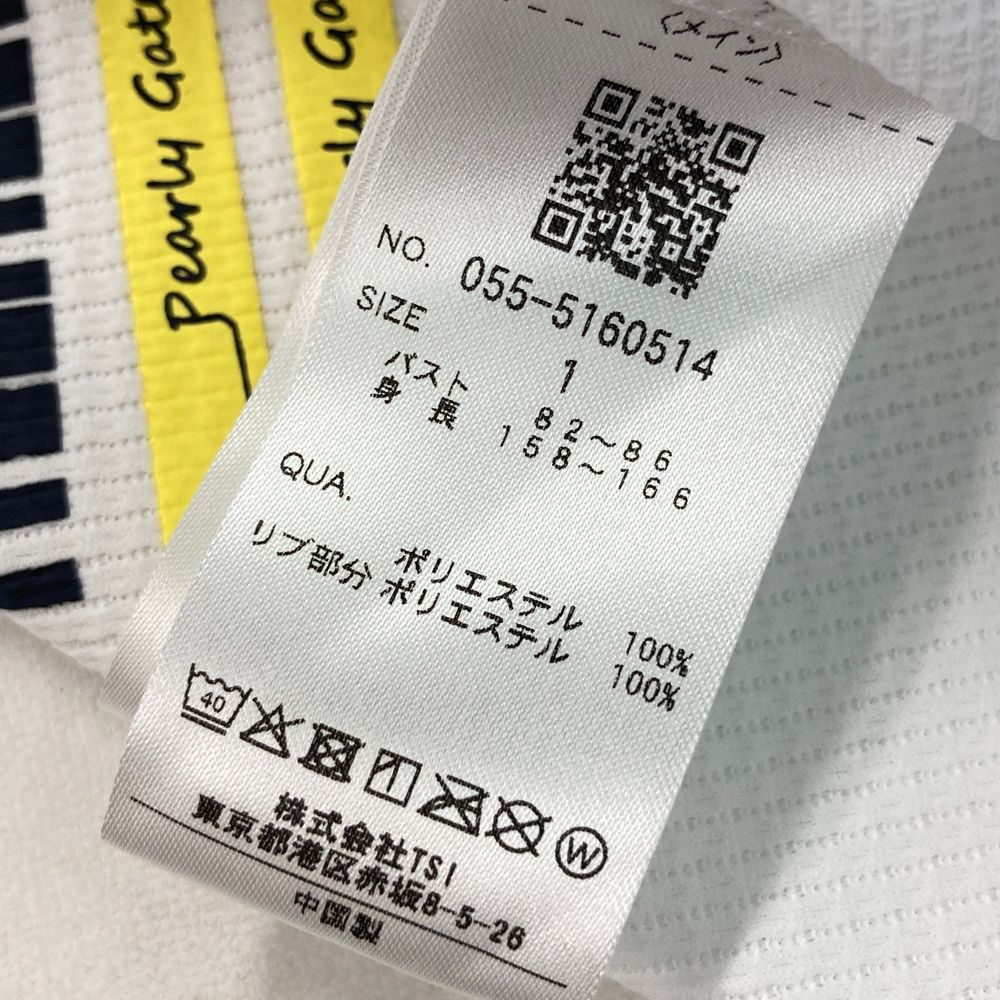 Pearly Gate
ly Ga
〈メイン〉
NO. 055-5160514
SIZE 1
バスト 82～86
身長 158～166
QUA.
ポリエステル 100%
リブ部分 ポリエステル 100%
40
W
株式会社TSI
東京都港区赤坂8-5-26
中国製